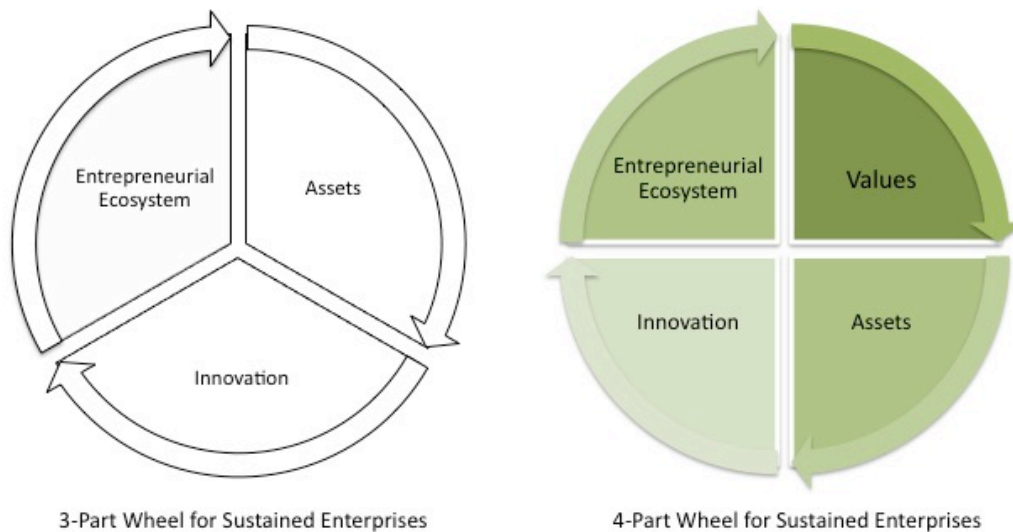 Entrepreneurial
Ecosystem
Assets
Innovation
3-Part Wheel for Sustained Enterprises
Entrepreneurial
Ecosystem
Values
Innovation
Assets
4-Part Wheel for Sustained Enterprises